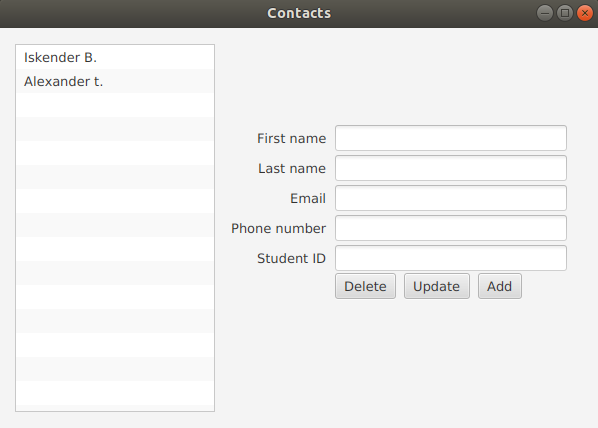 Contacts
Iskender B.
Alexander t.
First name
Last name
Email
Phone number
Student ID
Delete Update Add